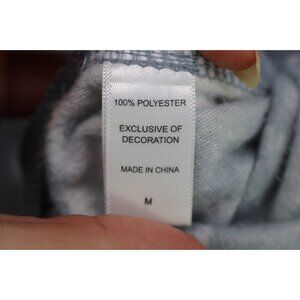 100% POLYESTER
EXCLUSIVE OF
DECORATION
MADE IN CHINA
M